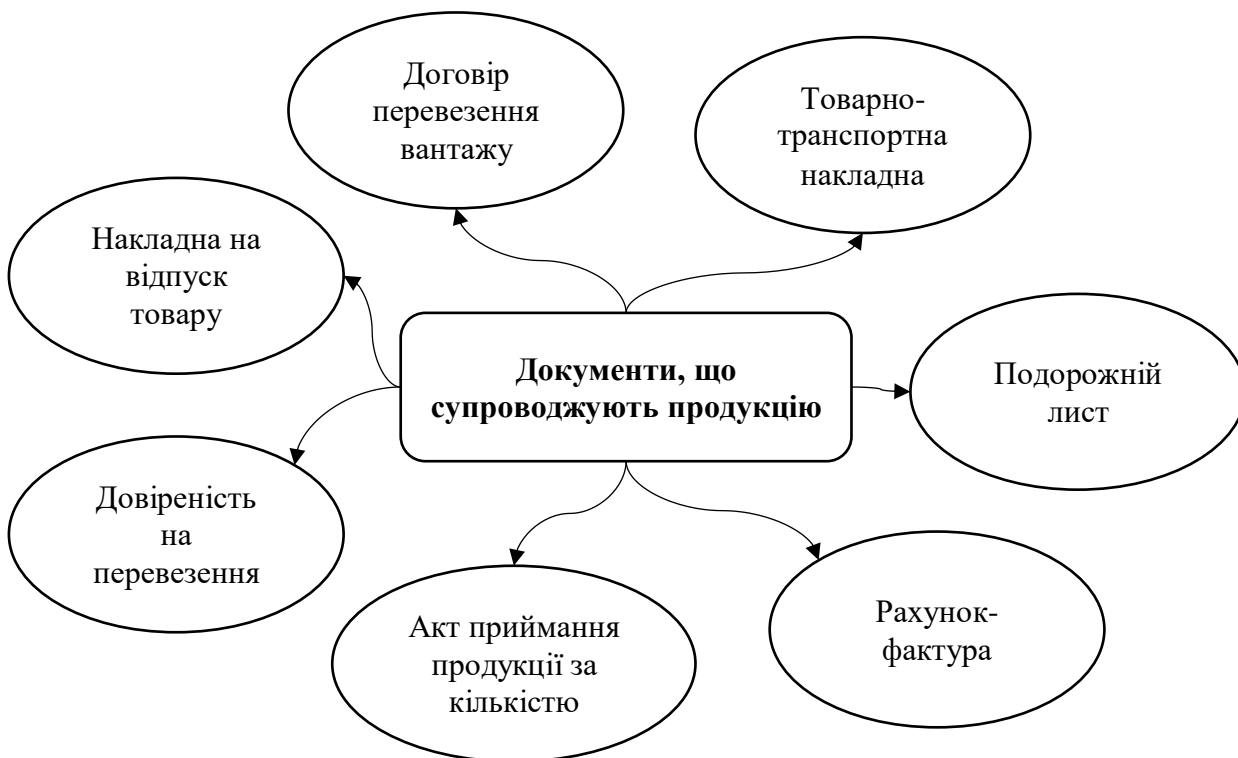 Договір
перевезення
вантажу
Товарно-
транспортна
накладна
Накладна на
відпуск
товару
Документи, що
супроводжують продукцію
Подорожній
лист
Довіреність
на
перевезення
Акт приймання
продукції за
кількістю
Рахунок-
фактура